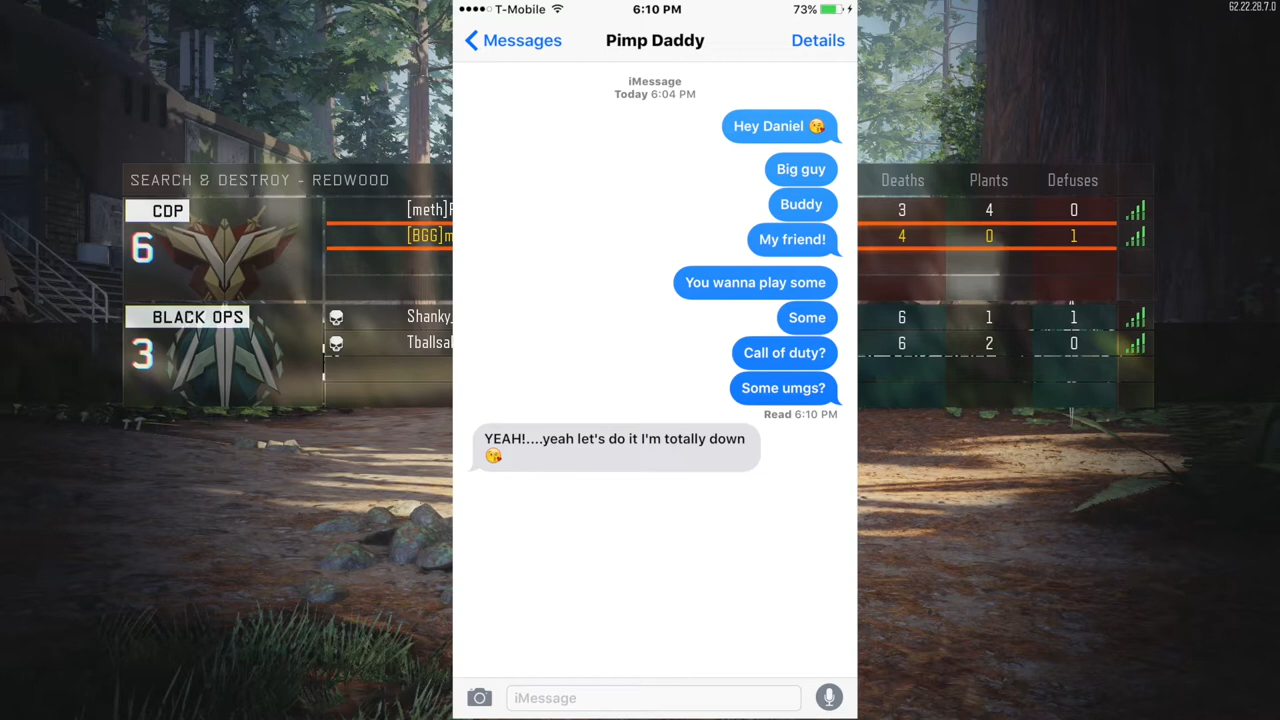 62.22.28.7.0
T-Mobile
6:10 PM
73%
Messages
Pimp Daddy
Details
iMessage
Today 6:04 PM
Hey Daniel 😘
Big guy
Buddy
My friend!
You wanna play some
Some
Call of duty?
Some umgs?
Read 6:10 PM
YEAH!....yeah let's do it I'm totally down
😘
iMessage
SEARCH & DESTROY - REDWOOD
Deaths Plants Defuses
CDP
6
[meth] 3 4 0
[BGG]m 4 0 1
BLACK OPS
3
Shanky_ 6 1 1
Tballsa 6 2 0